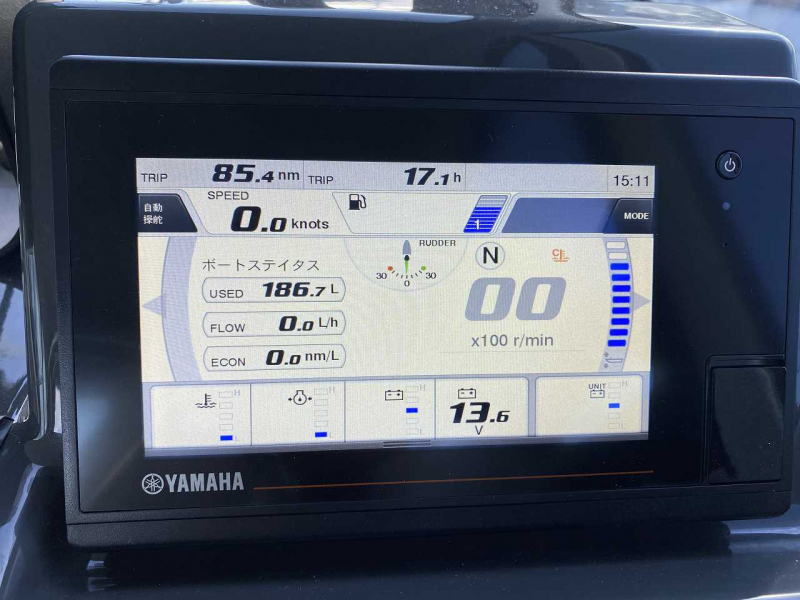 TRIP 85.4 nm TRIP 17.1 h 15:11
自動
操舵
SPEED
0.0 knots
1
MODE
RUDDER
30 0 30
N
ポートステイタス
USED 186.7 L
FLOW 0.0 L/h
ECON 0.0 nm/L
00
x100 r/min
H
L
H
L
H
L
13.6
V
UNIT
H
L
YAMAHA